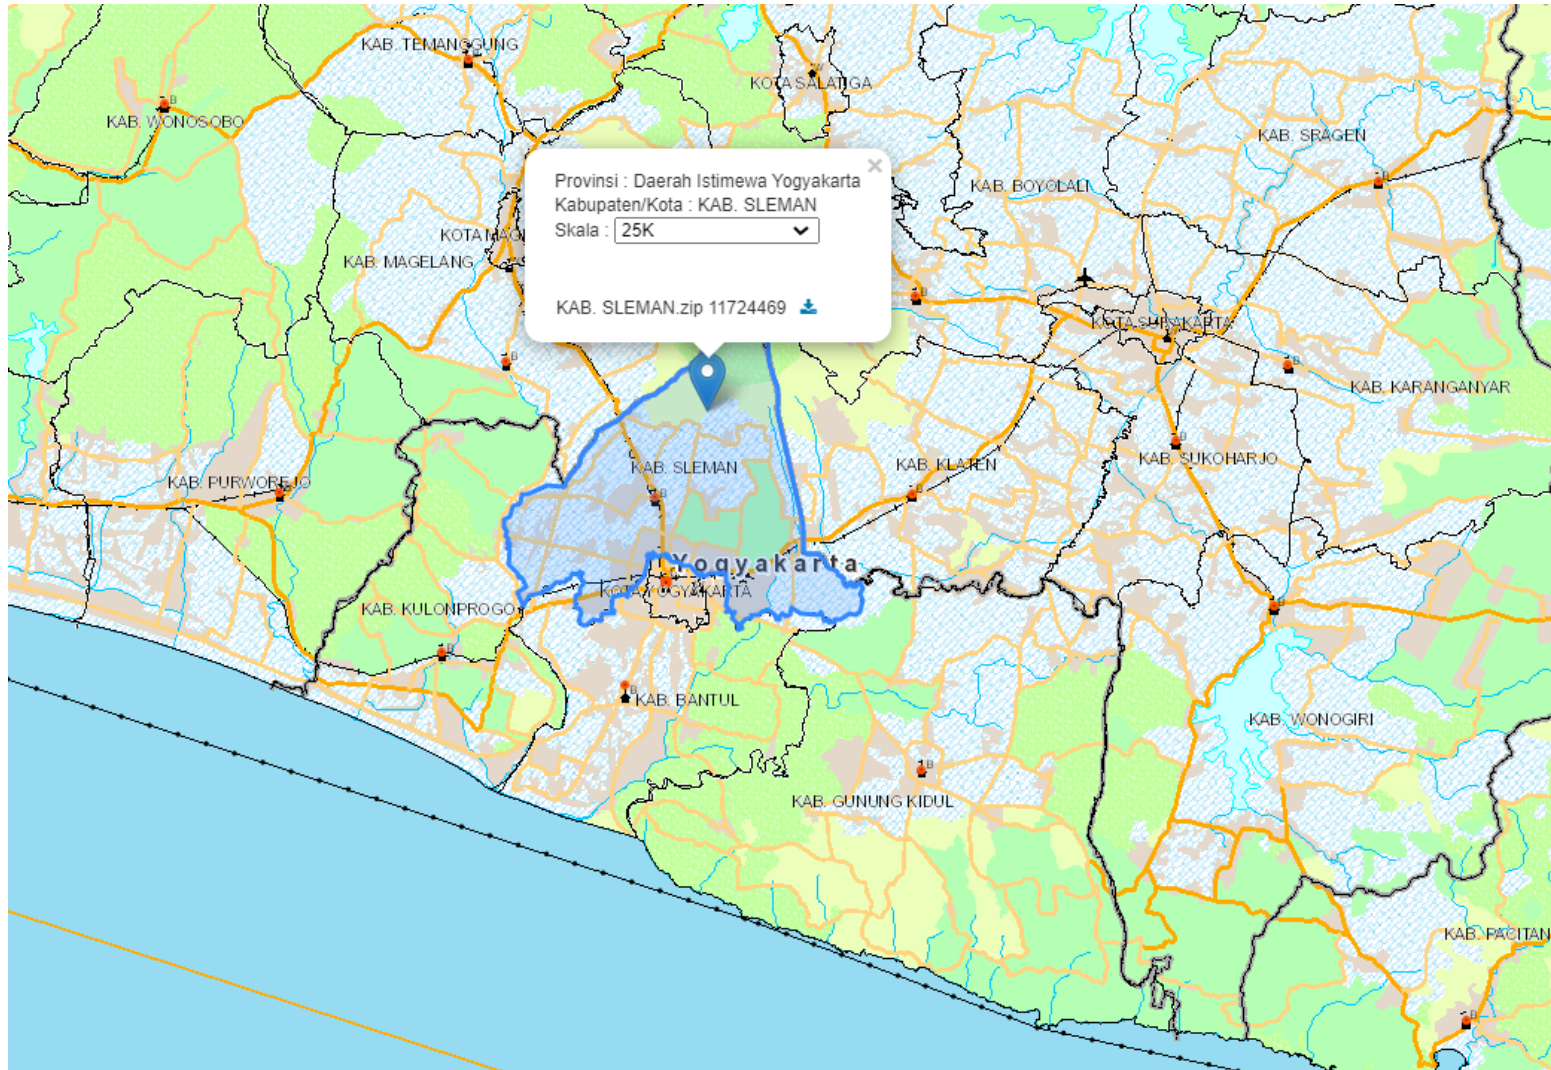 KAB. TEMANGGUNG
KOTA SALATIGA
KAB. WONOSOBO
KAB. SRAGEN
Provinsi : Daerah Istimewa Yogyakarta
Kabupaten/Kota : KAB. SLEMAN
Skala : 25K
KAB. SLEMAN.zip 11724469
KAB. BOYOLALI
KOTA MAG
KAB. MAGELANG
KOTA SURAKARTA
KAB. KARANGANYAR
KAB. SLEMAN
KAB. KLATEN
KAB. SUKOHARJO
KAB. PURWOREJO
Yogyakarta
KOTA YOGYAKARTA
KAB. KULONPROGO
KAB. BANTUL
KAB. WONOGIRI
KAB. GUNUNG KIDUL
KAB. PACITAN